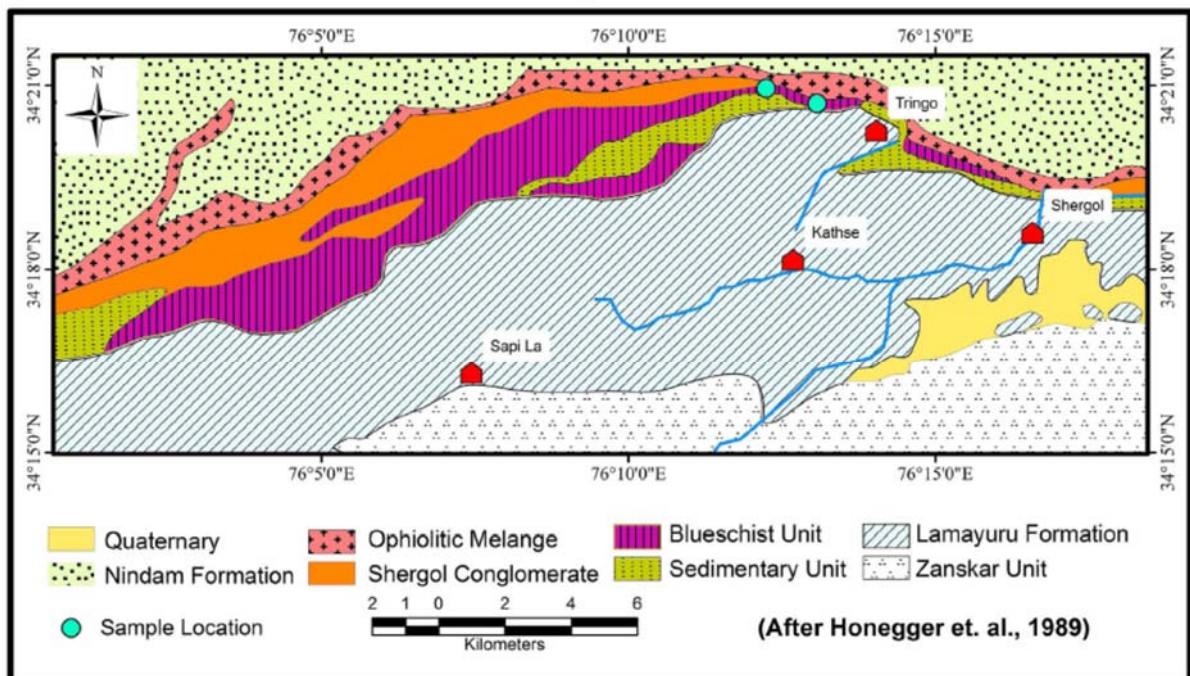 76°5'0"E 76°10'0"E 76°15'0"E
N
34°21'0"N
34°21'0"N
Tringo
Shergol
Kathse
34°18'0"N
34°18'0"N
Sapi La
34°15'0"N
34°15'0"N
76°5'0"E 76°10'0"E 76°15'0"E
Quaternary Ophiolitic Melange Blueschist Unit Lamayuru Formation
Nindam Formation Shergol Conglomerate Sedimentary Unit Zanskar Unit
Sample Location 2 1 0 2 4 6 (After Honegger et. al., 1989)
Kilometers